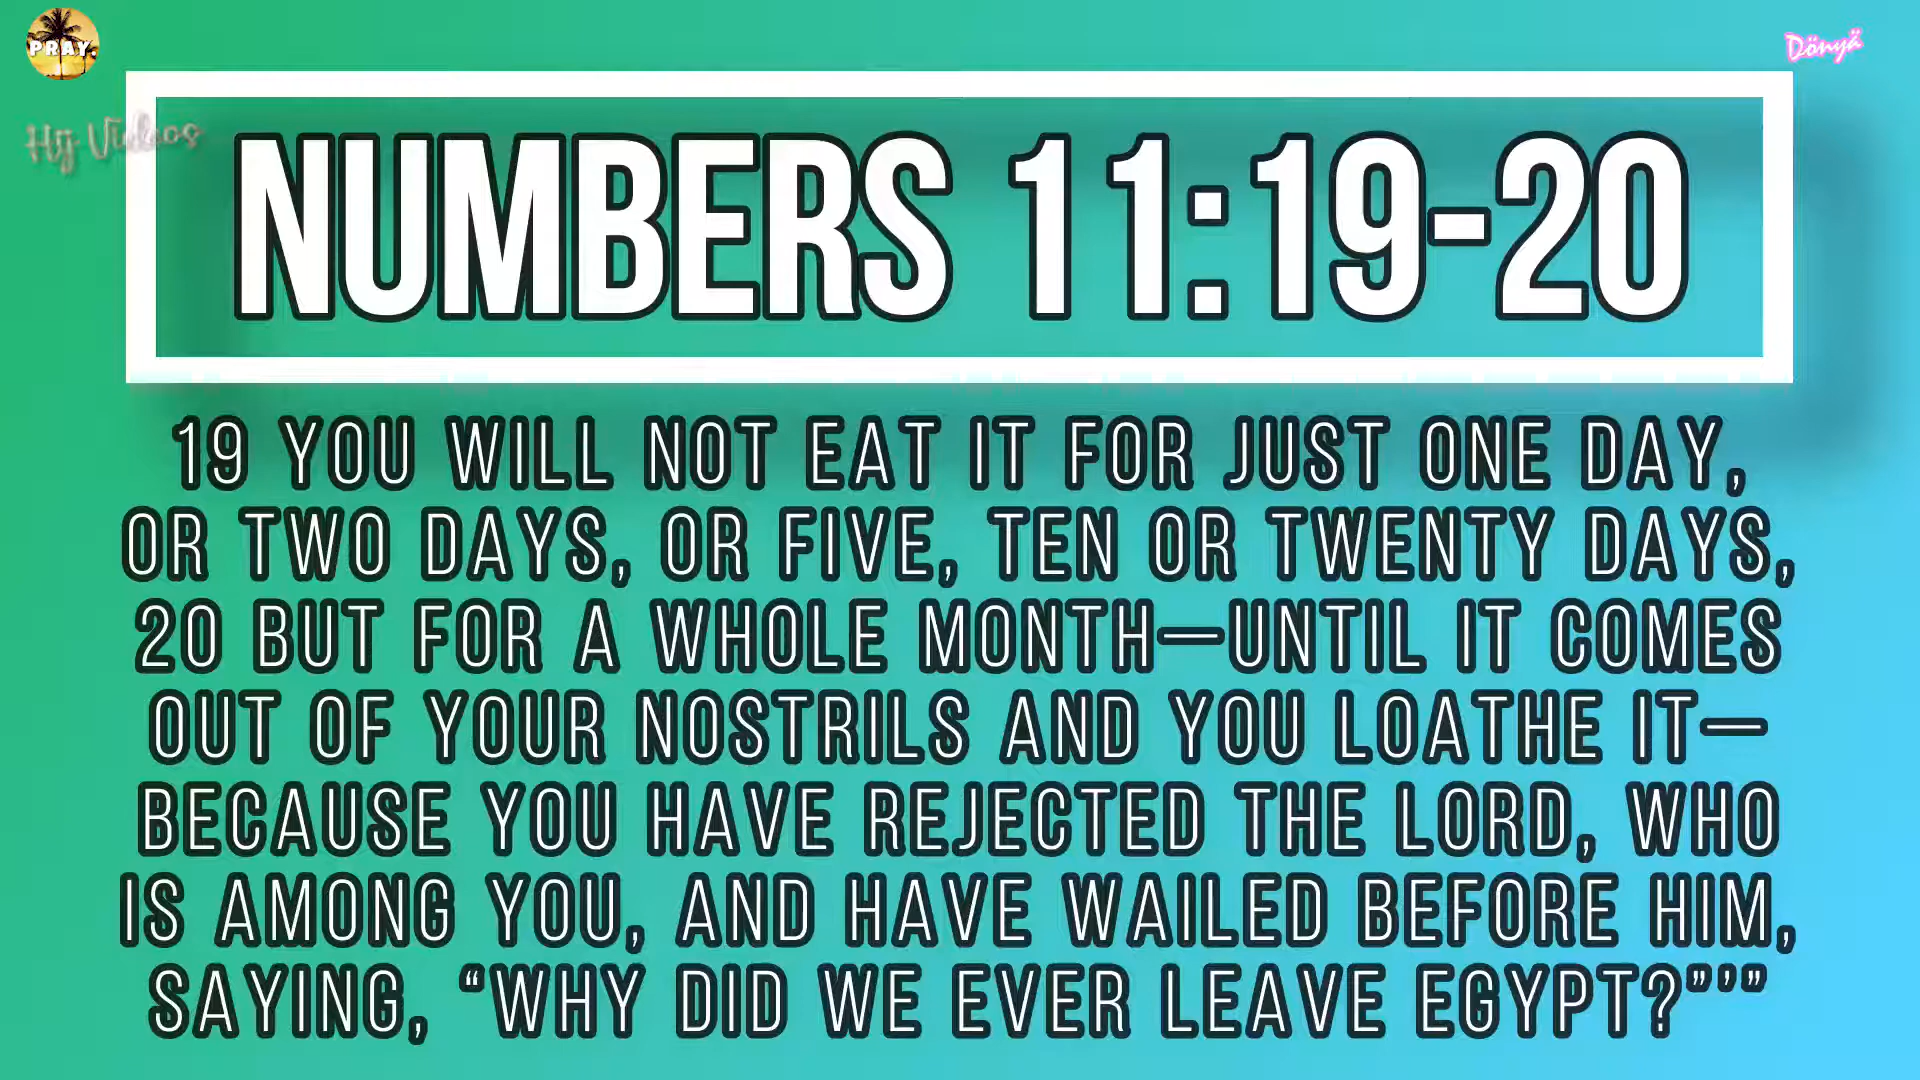 PRAY.
Dönyä
Hij Videos
NUMBERS 11:19-20
19 YOU WILL NOT EAT IT FOR JUST ONE DAY,
OR TWO DAYS, OR FIVE, TEN OR TWENTY DAYS,
20 BUT FOR A WHOLE MONTH—UNTIL IT COMES
OUT OF YOUR NOSTRILS AND YOU LOATHE IT—
BECAUSE YOU HAVE REJECTED THE LORD, WHO
IS AMONG YOU, AND HAVE WAILED BEFORE HIM,
SAYING, “WHY DID WE EVER LEAVE EGYPT?”’”